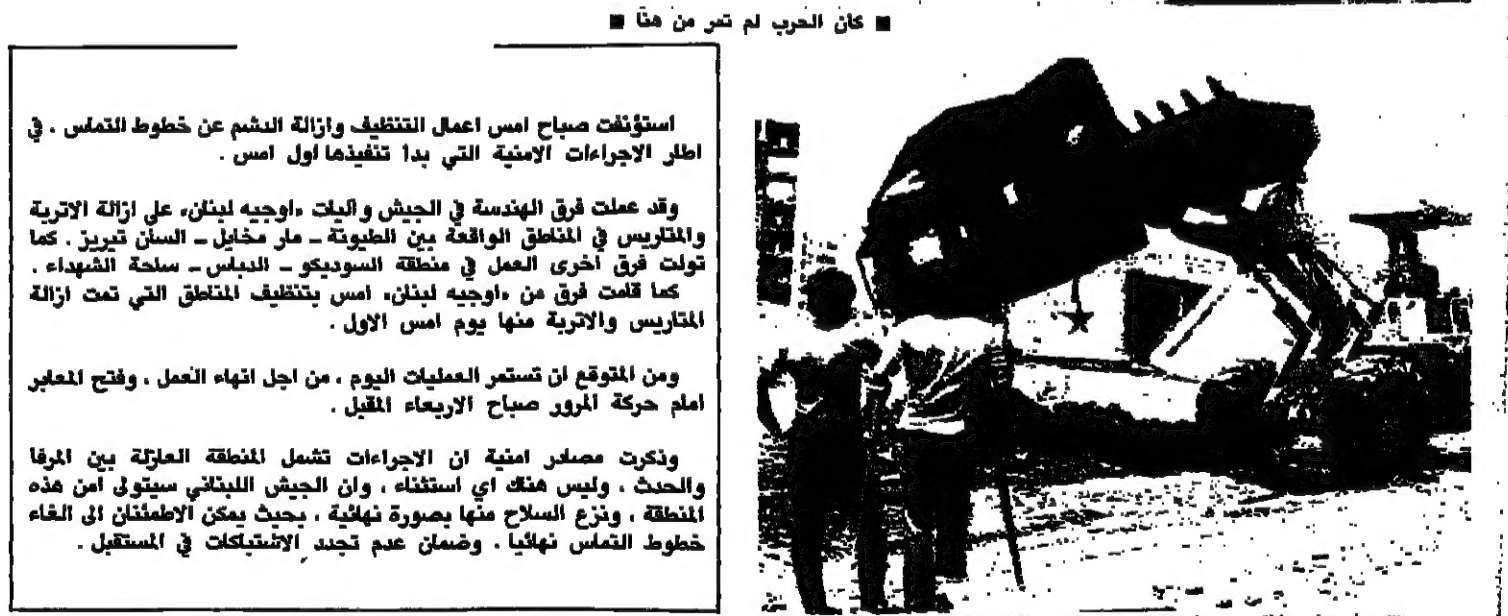 ■ كأن الحرب لم تمر من هنا ■
استؤنفت صباح امس اعمال التنظيف وازالة الدشم عن خطوط التماس ، في
اطار الاجراءات الامنية التي بدأ تنفيذها اول امس .
وقد عملت فرق الهندسة في الجيش وآليات «اوجيه لبنان» على ازالة الاتربة
والمتاريس في المناطق الواقعة بين الطيونة ــ مار مخايل ــ السان تيريز . كما
تولت فرق اخرى العمل في منطقة السوديكو ــ الدباس ــ ساحة الشهداء .
كما قامت فرق من «اوجيه لبنان» امس بتنظيف المناطق التي تمت ازالة
المتاريس والاتربة منها يوم امس الاول .
ومن المتوقع ان تستمر العمليات اليوم ، من اجل انهاء العمل ، وفتح المعابر
امام حركة المرور صباح الاربعاء المقبل .
وذكرت مصادر امنية ان الاجراءات تشمل المنطقة العازلة بين المرفأ
والحدث ، وليس هناك اي استثناء ، وان الجيش اللبناني سيتولى امن هذه
المنطقة ، ونزع السلاح منها بصورة نهائية ، بحيث يمكن الاطمئنان الى الغاء
خطوط التماس نهائيا ، وضمان عدم تجدد الاشتباكات في المستقبل .